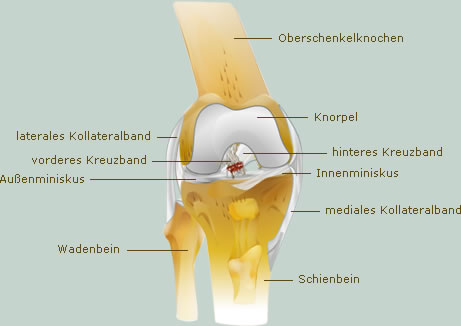 Oberschenkelknochen
Knorpel
laterales Kollateralband
hinteres Kreuzband
vorderes Kreuzband
Innenminiskus
Außenminiskus
mediales Kollateralband
Wadenbein
Schienbein